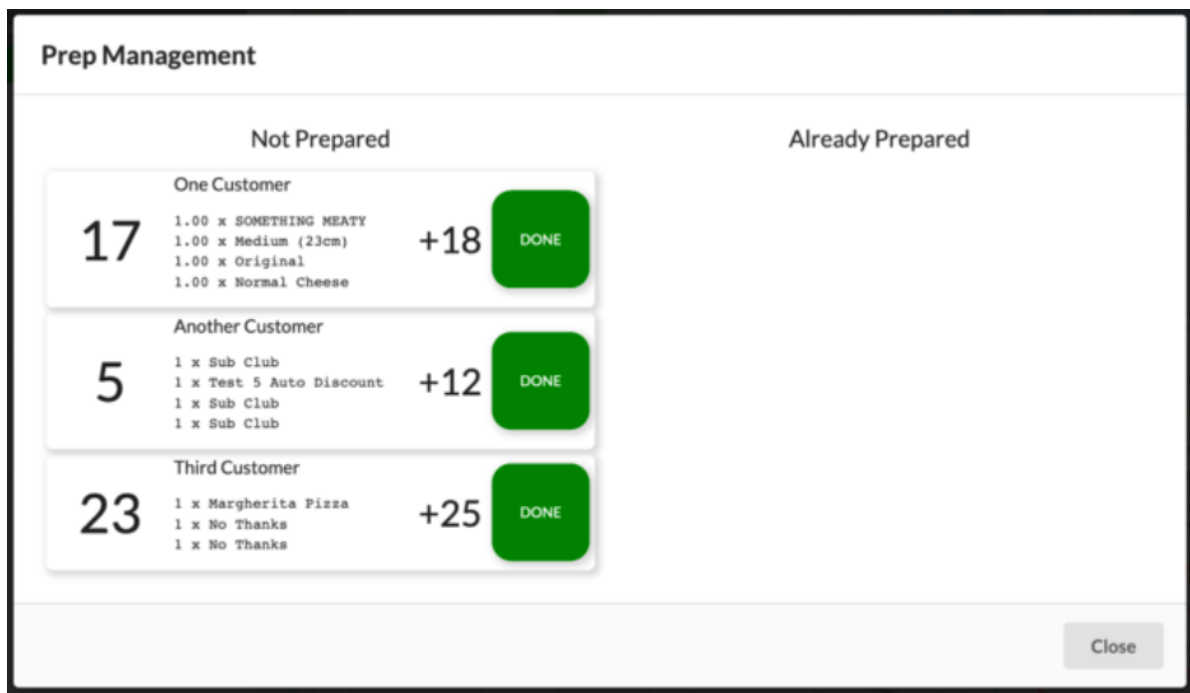 Prep Management
Not Prepared
Already Prepared
One Customer
17
1.00 x SOMETHING MEATY
1.00 x Medium (23cm)
1.00 x Original
1.00 x Normal Cheese
+18
DONE
Another Customer
5
1 x Sub Club
1 x Test 5 Auto Discount
1 x Sub Club
1 x Sub Club
+12
DONE
Third Customer
23
1 x Margherita Pizza
1 x No Thanks
1 x No Thanks
+25
DONE
Close